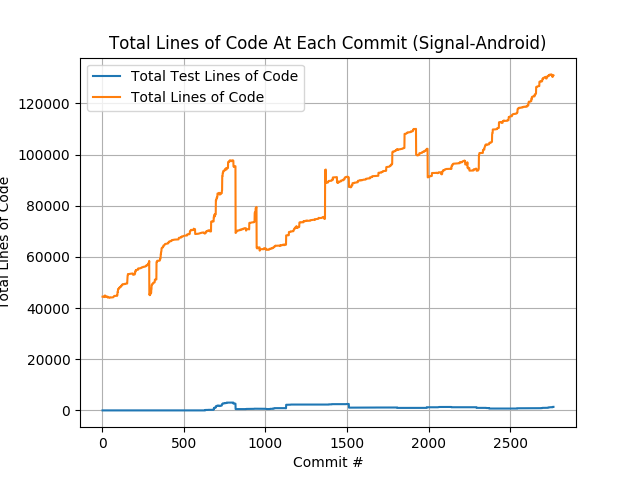 Total Lines of Code At Each Commit (Signal-Android)
Total Test Lines of Code
Total Lines of Code
Total Lines of Code
120000
100000
80000
60000
40000
20000
0
0 500 1000 1500 2000 2500
Commit #